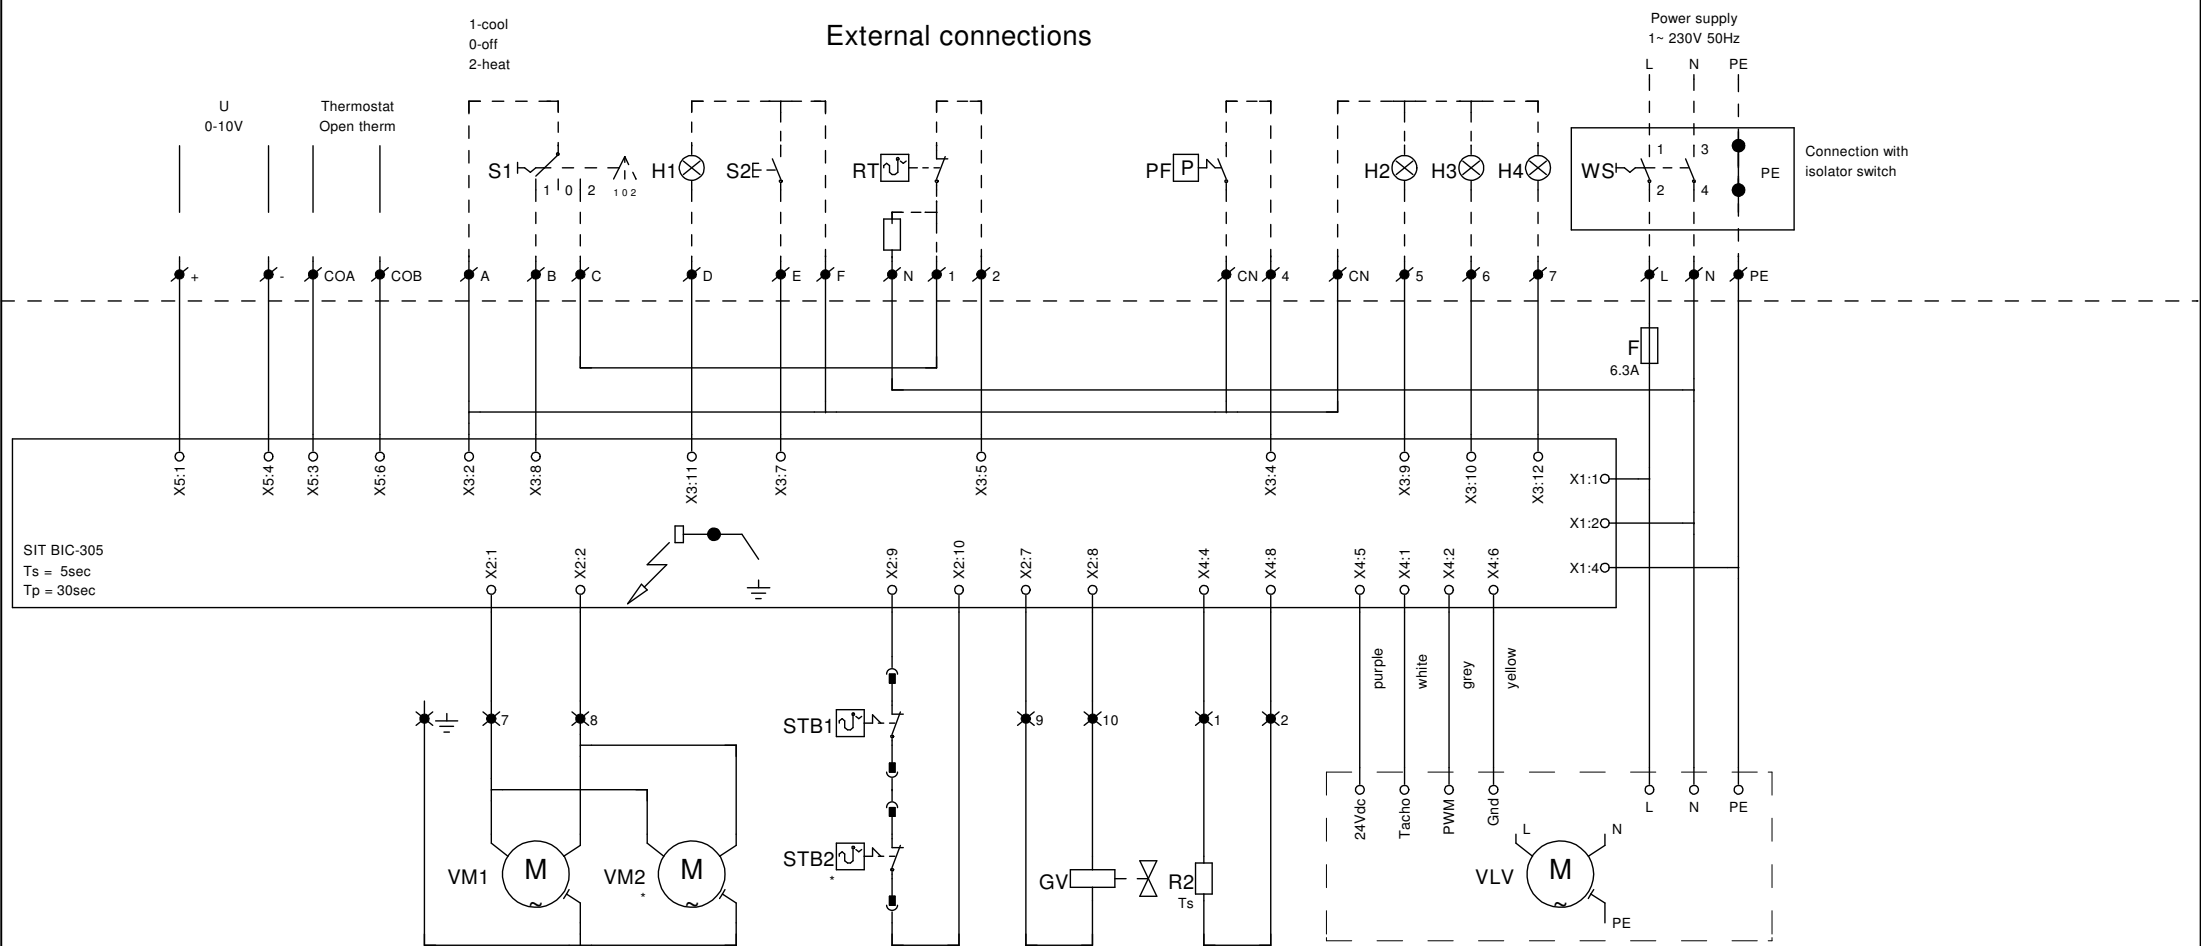 1-cool
0-off
2-heat
External connections
Power supply
1~ 230V 50Hz
L N PE
U
0-10V
Thermostat
Open therm
S1
1 0 2
1 0 2
H1
S2
RT
PF
P
H2
H3
H4
WS
1
3
2
4
PE
Connection with
isolator switch
+ - COA COB A B C D E F N 1 2 CN 4 CN 5 6 7 L N PE
F
6.3A
X5:1 X5:4 X5:3 X5:6 X3:2 X3:8 X3:11 X3:7 X3:5 X3:4 X3:9 X3:10 X3:12
X1:1
X1:2
X1:4
SIT BIC-305
Ts = 5sec
Tp = 30sec
X2:1 X2:2 X2:9 X2:10 X2:7 X2:8 X4:4 X4:8 X4:5 X4:1 X4:2 X4:6
purple
white
grey
yellow
7 8 9 10 1 2
STB1
STB2
*
24Vdc
Tacho
PWM
Gnd
L N PE
VM1
M
~
VM2
*
M
~
GV
R2
Ts
VLV
L
N
M
~
PE